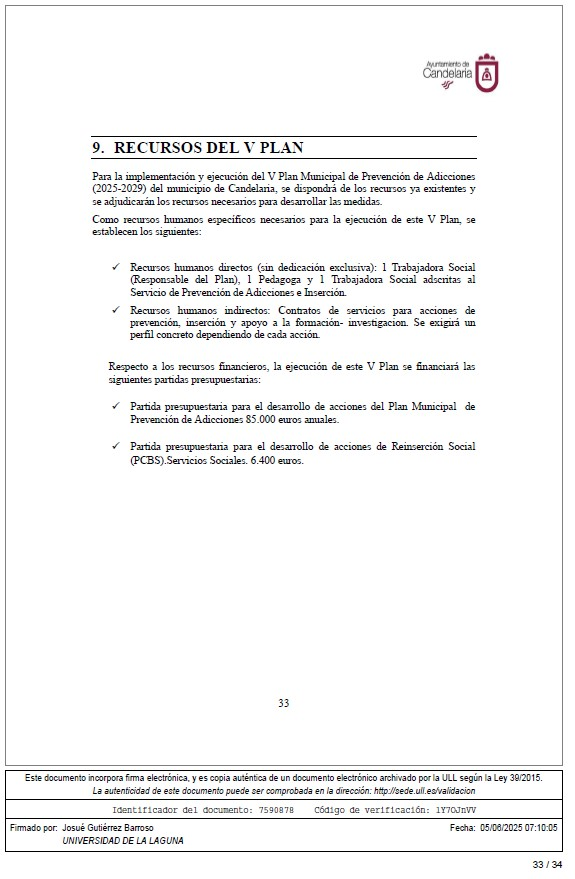 Ayuntamiento de
Candelaria
9. RECURSOS DEL V PLAN
Para la implementación y ejecución del V Plan Municipal de Prevención de Adicciones
(2025-2029) del municipio de Candelaria, se dispondrá de los recursos ya existentes y
se adjudicarán los recursos necesarios para desarrollar las medidas.
Como recursos humanos específicos necesarios para la ejecución de este V Plan, se
establecen los siguientes:
✓ Recursos humanos directos (sin dedicación exclusiva): 1 Trabajadora Social
(Responsable del Plan), 1 Pedagoga y 1 Trabajadora Social adscritas al
Servicio de Prevención de Adicciones e Inserción.
✓ Recursos humanos indirectos: Contratos de servicios para acciones de
prevención, inserción y apoyo a la formación- investigacion. Se exigirá un
perfil concreto dependiendo de cada acción.
Respecto a los recursos financieros, la ejecución de este V Plan se financiará las
siguientes partidas presupuestarias:
✓ Partida presupuestaria para el desarrollo de acciones del Plan Municipal de
Prevención de Adicciones 85.000 euros anuales.
✓ Partida presupuestaria para el desarrollo de acciones de Reinserción Social
(PCBS).Servicios Sociales. 6.400 euros.
33
Este documento incorpora firma electrónica, y es copia auténtica de un documento electrónico archivado por la ULL según la Ley 39/2015.
La autenticidad de este documento puede ser comprobada en la dirección: http://sede.ull.es/validacion
Identificador del documento: 7590878 Código de verificación: 1Y7OJnVV
Firmado por: Josué Gutiérrez Barroso Fecha: 05/06/2025 07:10:05
UNIVERSIDAD DE LA LAGUNA
33 / 34